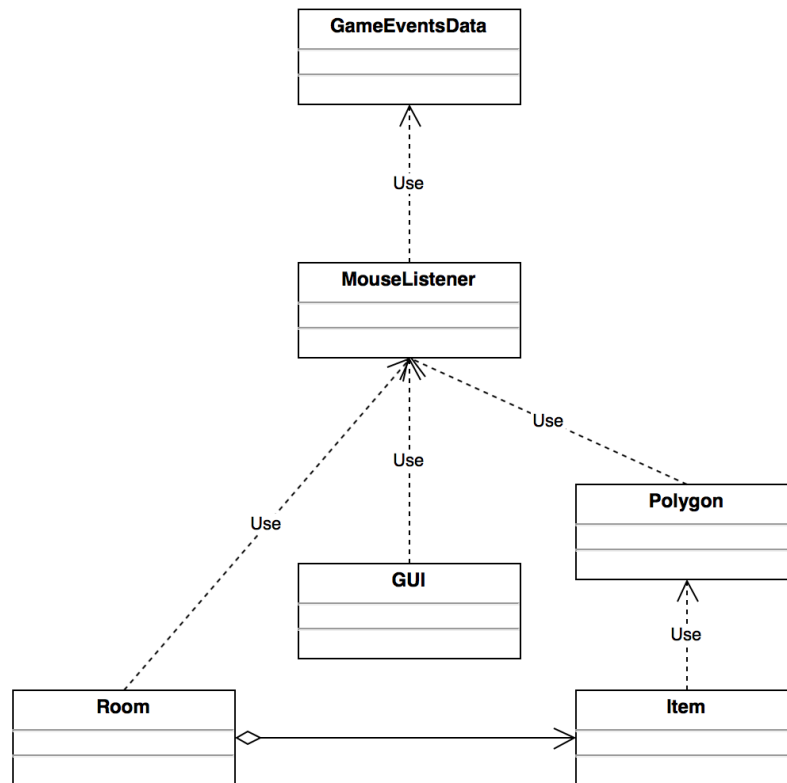 GameEventsData
Use
MouseListener
Use
Use
Use
Polygon
GUI
Use
Room
Item